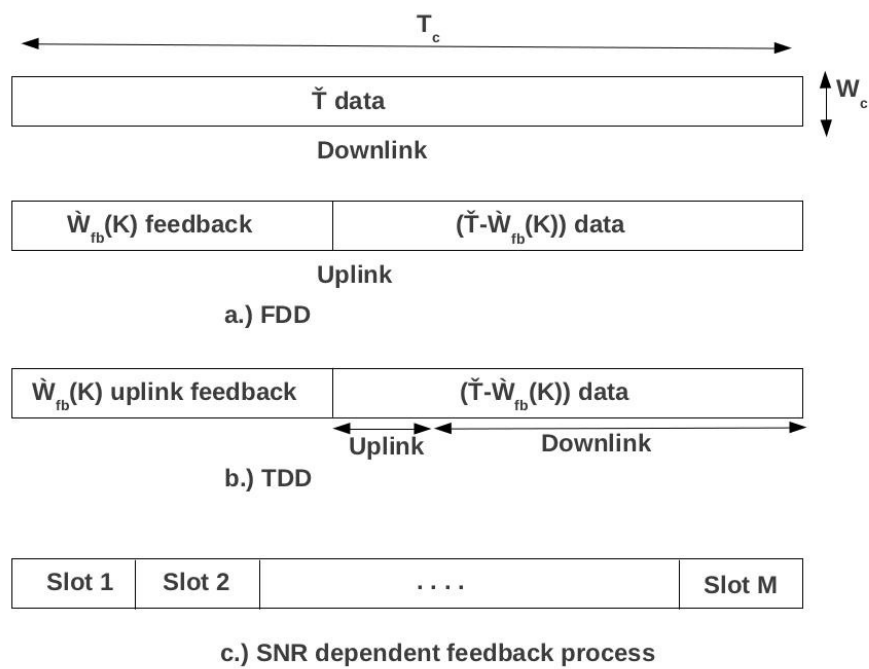 T_c
Ť data
W_c
Downlink
Ẁ_fb(K) feedback
(Ť-Ẁ_fb(K)) data
Uplink
a.) FDD
Ẁ_fb(K) uplink feedback
(Ť-Ẁ_fb(K)) data
Uplink
Downlink
b.) TDD
Slot 1
Slot 2
. . . .
Slot M
c.) SNR dependent feedback process